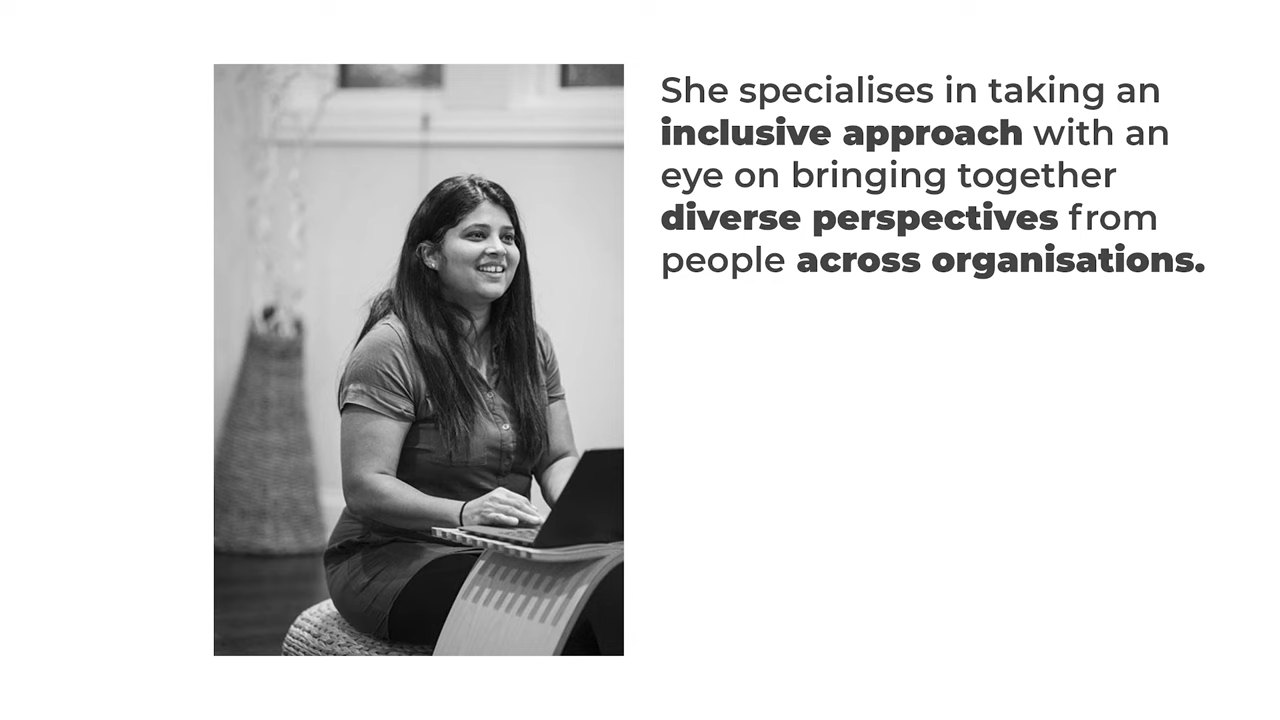 She specialises in taking an
inclusive approach with an
eye on bringing together
diverse perspectives from
people across organisations.